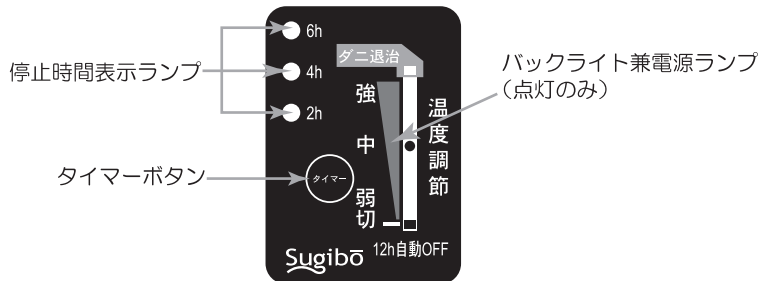 6h
4h
2h
停止時間表示ランプ
タイマーボタン
タイマー
ダニ退治
強
中
弱
切
温度調節
12h自動OFF
Sugibō
バックライト兼電源ランプ
（点灯のみ）